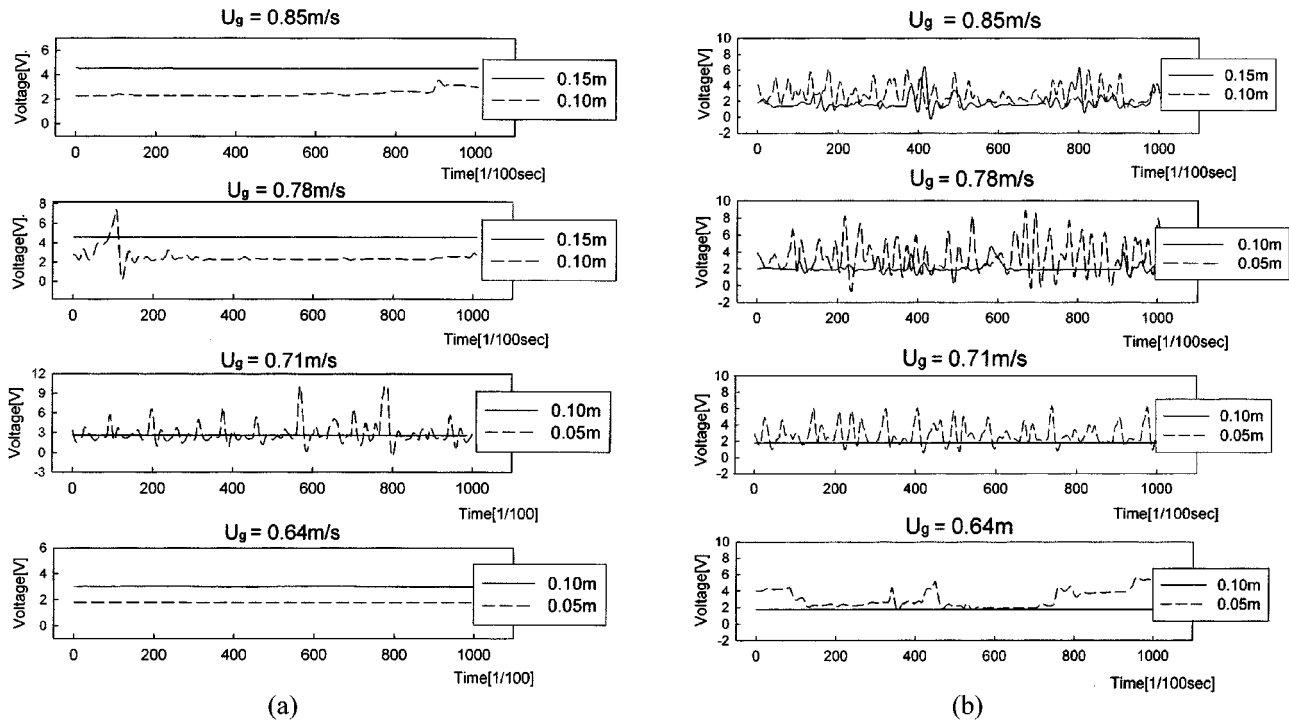 U_g = 0.85m/s
Voltage[V].
6
4
2
0
0 200 400 600 800 1000
Time[1/100sec]
0.15m
0.10m
U_g = 0.78m/s
Voltage[V].
8
6
4
2
0
0 200 400 600 800 1000
Time[1/100sec]
0.15m
0.10m
U_g = 0.71m/s
Voltage[V]
12
9
6
3
0
-3
0 200 400 600 800 1000
Time[1/100]
0.10m
0.05m
U_g = 0.64m/s
Voltage[V]
6
4
2
0
0 200 400 600 800 1000
Time[1/100]
0.10m
0.05m
(a)
U_g = 0.85m/s
Voltage[V]
10
8
6
4
2
0
-2
0 200 400 600 800 1000
Time[1/100sec]
0.15m
0.10m
U_g = 0.78m/s
Voltage[V]
10
8
6
4
2
0
-2
0 200 400 600 800 1000
Time[1/100sec]
0.10m
0.05m
U_g = 0.71m/s
Voltage[V]
10
8
6
4
2
0
-2
0 200 400 600 800 1000
Time[1/100sec]
0.10m
0.05m
U_g = 0.64m
Voltage[V]
10
8
6
4
2
0
-2
0 200 400 600 800 1000
Time[1/100sec]
0.10m
0.05m
(b)